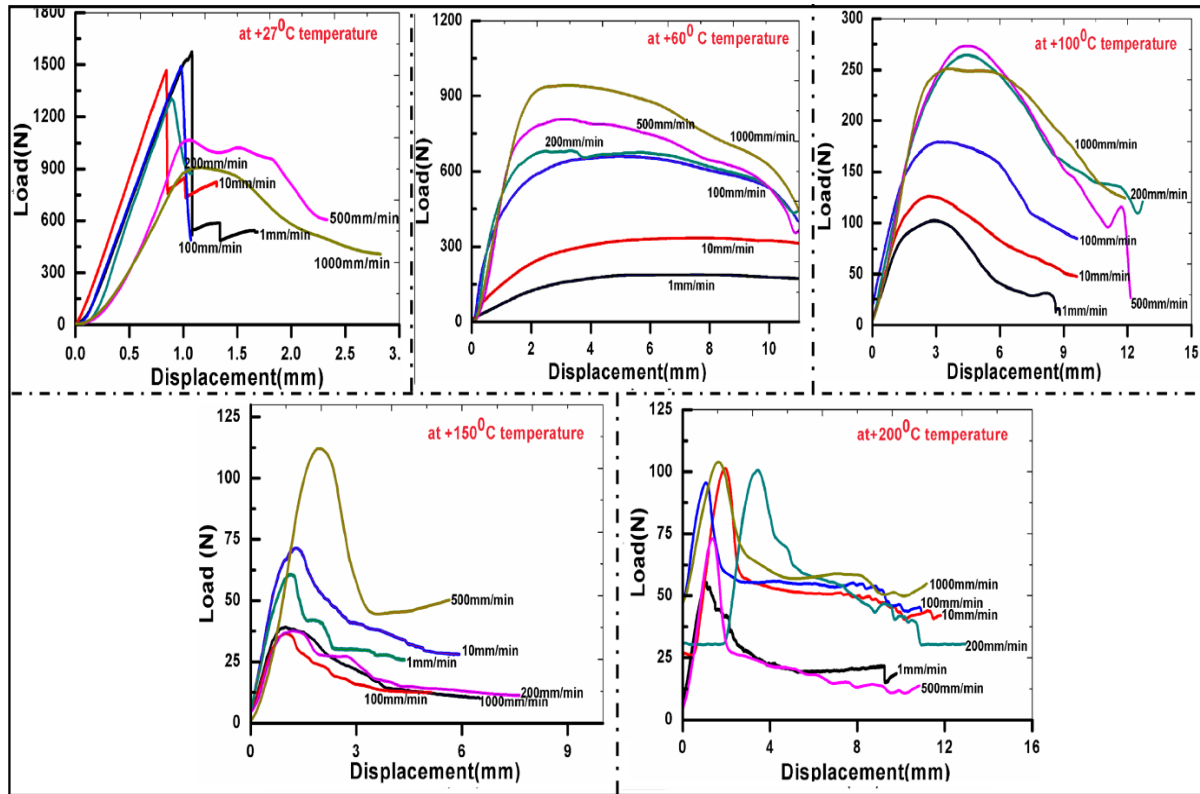 at +27⁰C temperature
Load(N)
1800
1500
1200
900
600
300
0
200mm/min
10mm/min
500mm/min
100mm/min
1mm/min
1000mm/min
0.0 0.5 1.0 1.5 2.0 2.5 3.
Displacement(mm)
at +60⁰ C temperature
Load(N)
1200
900
600
300
0
500mm/min
1000mm/min
200mm/min
100mm/min
10mm/min
1mm/min
0 2 4 6 8 10
Displacement(mm)
at +100⁰C temperature
Load(N)
300
250
200
150
100
50
0
1000mm/min
200mm/min
100mm/min
10mm/min
500mm/min
1mm/min
0 3 6 9 12 15
Displacement(mm)
at +150⁰C temperature
Load (N)
125
100
75
50
25
0
500mm/min
10mm/min
1mm/min
200mm/min
100mm/min
1000mm/min
0 3 6 9
Displacement(mm)
at+200⁰C temperature
Load(N)
125
100
75
50
25
0
1000mm/min
100mm/min
10mm/min
200mm/min
1mm/min
500mm/min
0 4 8 12 16
Displacement(mm)